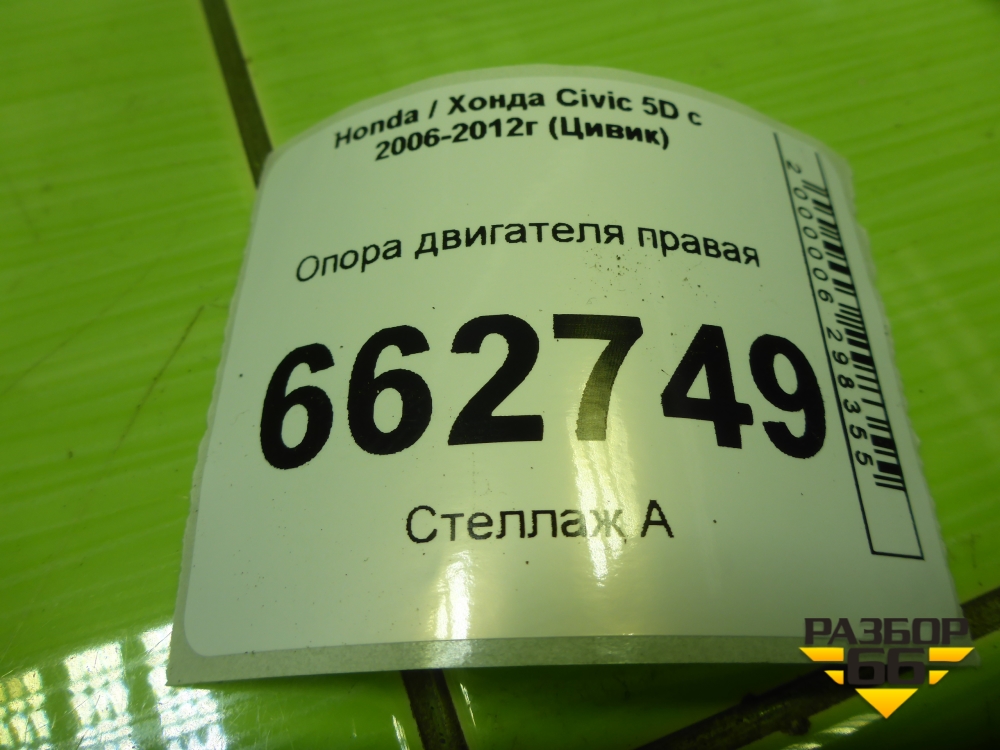 Honda / Хонда Civic 5D с
2006-2012г (Цивик)
Опора двигателя правая
662749
Стеллаж А
2000006298355
РАЗБОР
66